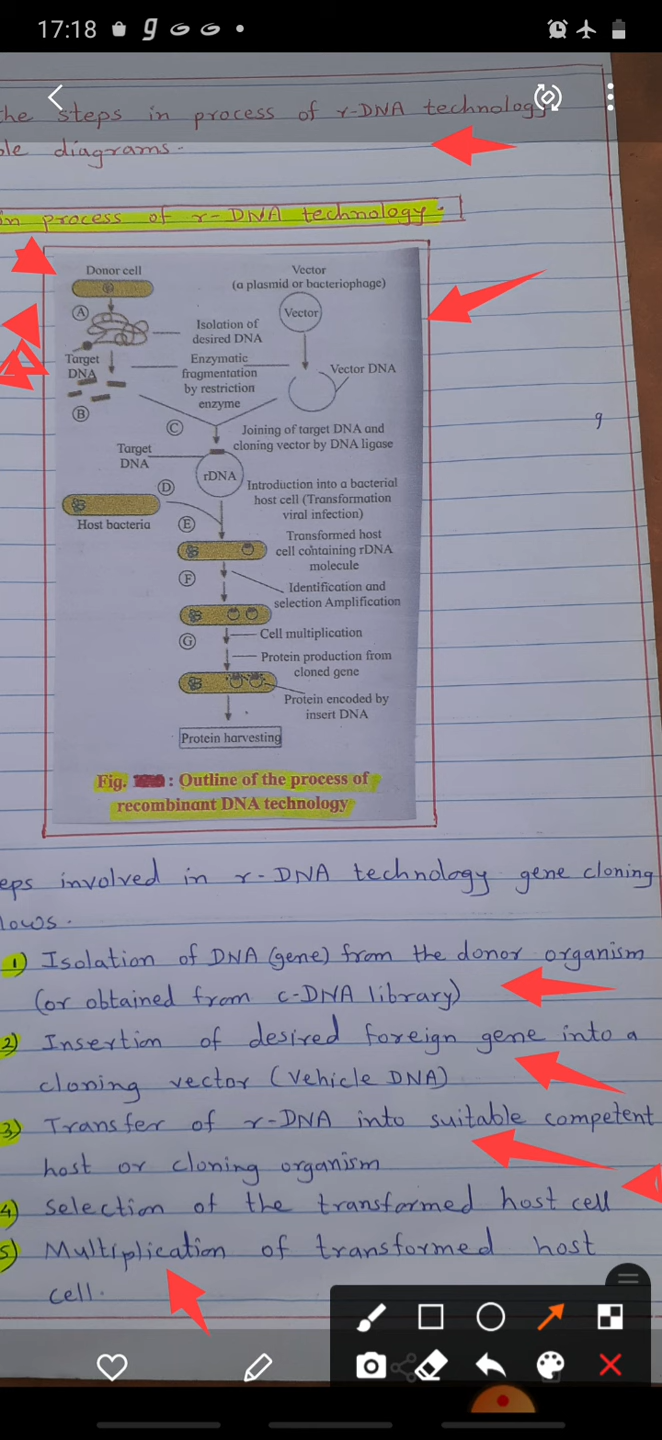 17:18
the steps in process of r-DNA technology
ble diagrams.
in process of r-DNA technology.
Donor cell
Vector
(a plasmid or bacteriophage)
A
Vector
Isolation of
desired DNA
Target
DNA
Enzymatic
fragmentation
by restriction
enzyme
Vector DNA
B
C
Joining of target DNA and
cloning vector by DNA ligase
Target
DNA
rDNA
D
Introduction into a bacterial
host cell (Transformation
viral infection)
Host bacteria
E
Transformed host
cell containing rDNA
molecule
F
Identification and
selection Amplification
G
Cell multiplication
Protein production from
cloned gene
Protein encoded by
insert DNA
Protein harvesting
Fig. : Outline of the process of
recombinant DNA technology
9
eps involved in r-DNA technology gene cloning
lows.
1) Isolation of DNA (gene) from the donor organism
(or obtained from c-DNA library)
2) Insertion of desired foreign gene into a
cloning vector (Vehicle DNA)
3) Transfer of r-DNA into suitable competent
host or cloning organism
4) Selection of the transformed host cell
5) Multiplication of transformed host
cell.